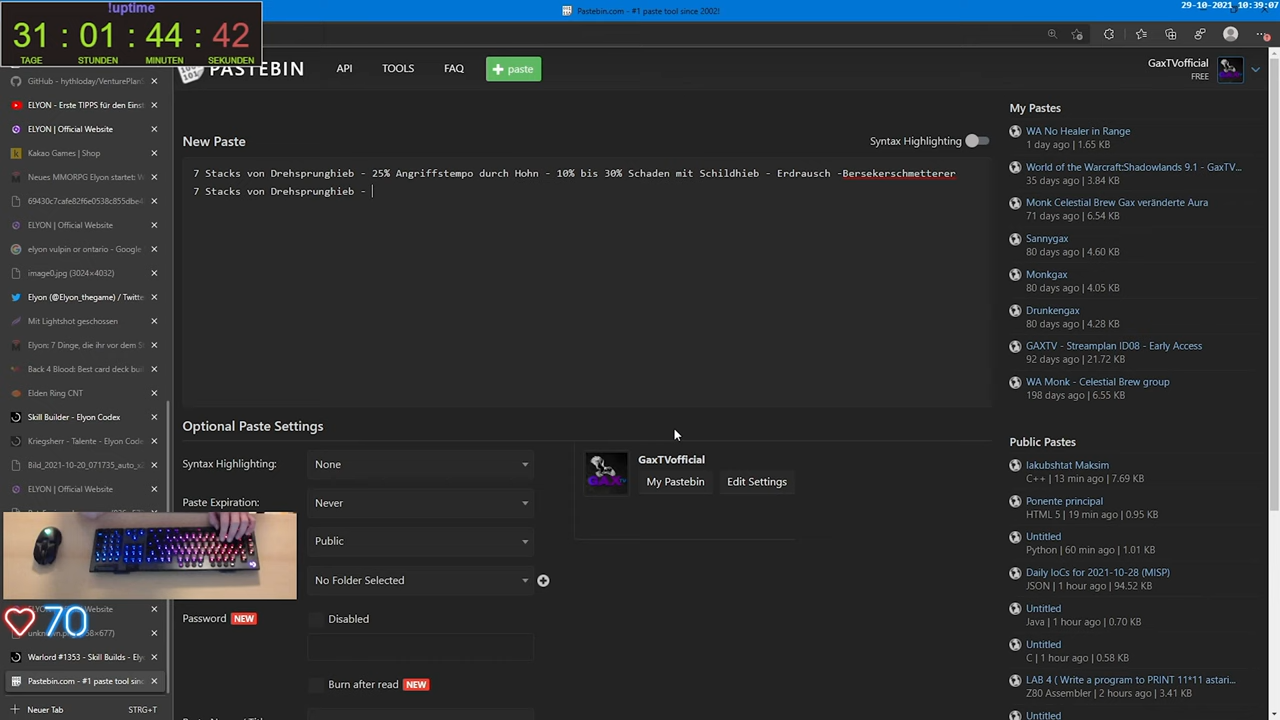 !uptime
31 : 01 : 44 : 42
TAGE STUNDEN MINUTEN SEKUNDEN
Pastebin.com - #1 paste tool since 2002!
29-10-2021 10:39:07
GitHub - hythloday/VenturePlan
ELYON - Erste TIPPS für den Einst
ELYON | Official Website
Kakao Games | Shop
Neues MMORPG Elyon startet: W
69430c7cafe82f6e0538c855dbe4
ELYON | Official Website
elyon vulpin or ontario - Google
image0.jpg (3024×4032)
Elyon (@Elyon_thegame) / Twitte
Mit Lightshot geschossen
Elyon: 7 Dinge, die ihr vor dem S
Back 4 Blood: Best card deck bu
Elden Ring CNT
Skill Builder - Elyon Codex
Kriegsherr - Talente - Elyon Code
Bild_2021-10-20_071735_auto_x
ELYON | Official Website
Website
Warlord #1353 - Skill Builds - Ely
Pastebin.com - #1 paste tool sinc
Neuer Tab STRG+T
70
PASTEBIN
API
TOOLS
FAQ
+ paste
GaxTVofficial
FREE
New Paste
Syntax Highlighting
7 Stacks von Drehsprunghieb - 25% Angriffstempo durch Hohn - 10% bis 30% Schaden mit Schildhieb - Erdrausch -Bersekerschmetterer
7 Stacks von Drehsprunghieb -
Optional Paste Settings
Syntax Highlighting: None
Paste Expiration: Never
Public
No Folder Selected
Password NEW Disabled
Burn after read NEW
GaxTVofficial
My Pastebin
Edit Settings
My Pastes
WA No Healer in Range
1 day ago | 1.65 KB
World of the Warcraft:Shadowlands 9.1 - GaxTV...
35 days ago | 3.84 KB
Monk Celestial Brew Gax veränderte Aura
71 days ago | 6.54 KB
Sannygax
80 days ago | 4.60 KB
Monkgax
80 days ago | 4.05 KB
Drunkengax
80 days ago | 4.28 KB
GAXTV - Streamplan ID08 - Early Access
92 days ago | 21.72 KB
WA Monk - Celestial Brew group
198 days ago | 6.55 KB
Public Pastes
Iakubshtat Maksim
C++ | 13 min ago | 7.69 KB
Ponente principal
HTML 5 | 19 min ago | 0.95 KB
Untitled
Python | 60 min ago | 1.01 KB
Daily IoCs for 2021-10-28 (MISP)
JSON | 1 hour ago | 94.52 KB
Untitled
Java | 1 hour ago | 0.70 KB
Untitled
C | 1 hour ago | 0.58 KB
LAB 4 ( Write a program to PRINT 11*11 astari...
Z80 Assembler | 2 hours ago | 3.41 KB
Untitled